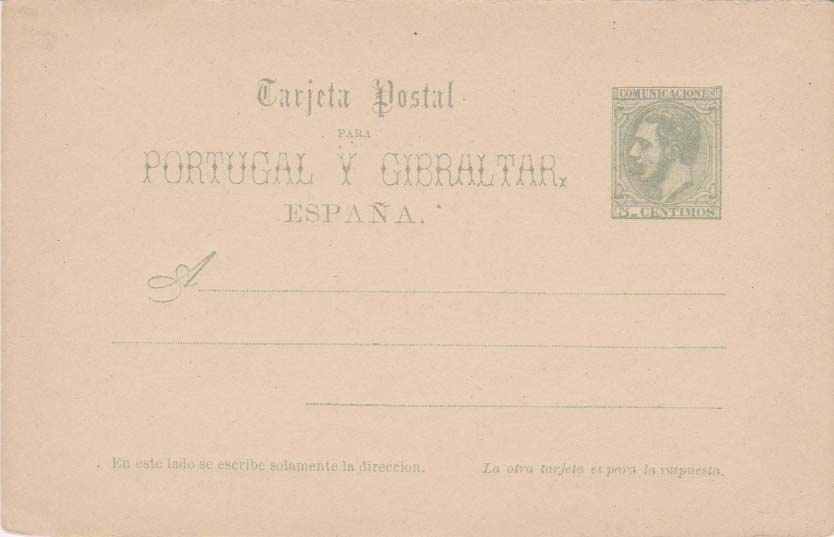 Tarjeta Postal
PARA
PORTUGAL Y GIBRALTAR.
ESPAÑA.
COMUNICACIONES
5 CENTIMOS
A
En este lado se escribe solamente la direccion.
La otra tarjeta es para la respuesta.